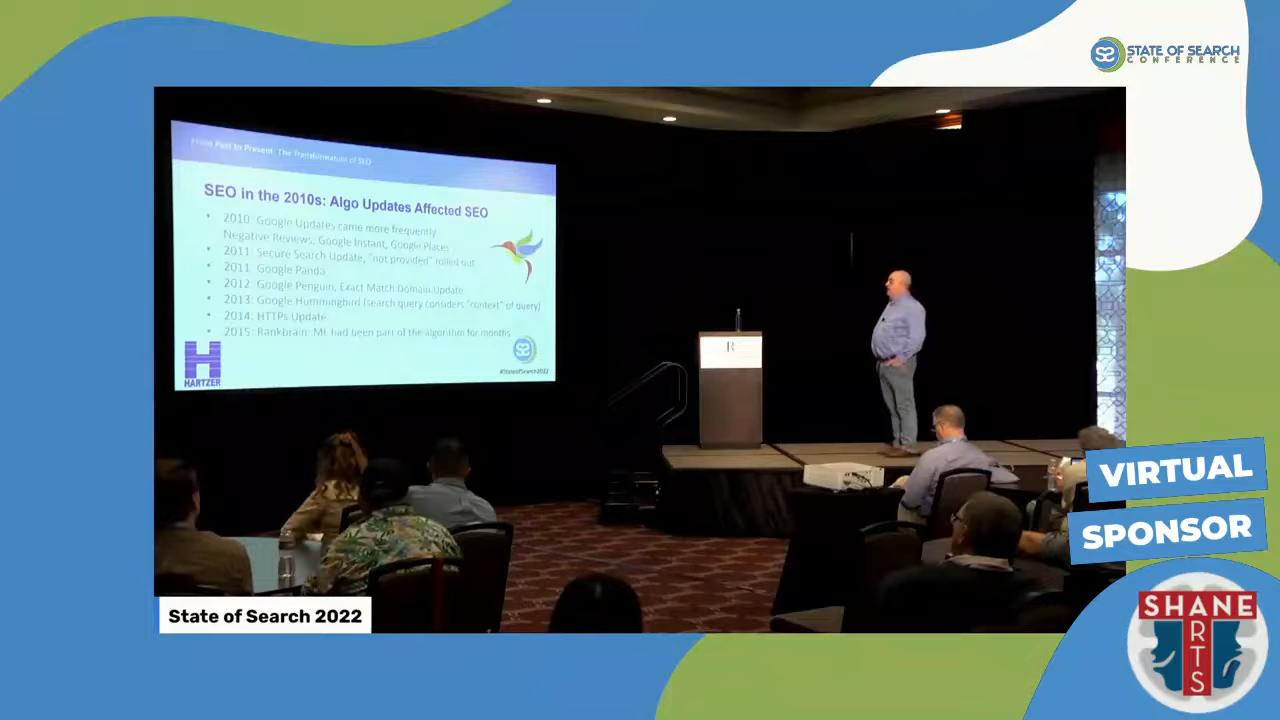 STATE OF SEARCH
CONFERENCE
From Past to Present: The Transformation of SEO
SEO in the 2010s: Algo Updates Affected SEO
• 2010: Google Updates came more frequently
Negative Reviews, Google Instant, Google Places
• 2011: Secure Search Update, "not provided" rolled out
• 2011: Google Panda
• 2012: Google Penguin, Exact Match Domain Update
• 2013: Google Hummingbird (search query considers "context" of query)
• 2014: HTTPs Update
• 2015: Rankbrain: ML had been part of the algorithm for months
H
HARTZER
#StateofSearch2022
R
VIRTUAL
SPONSOR
State of Search 2022
SHANE
ARTS